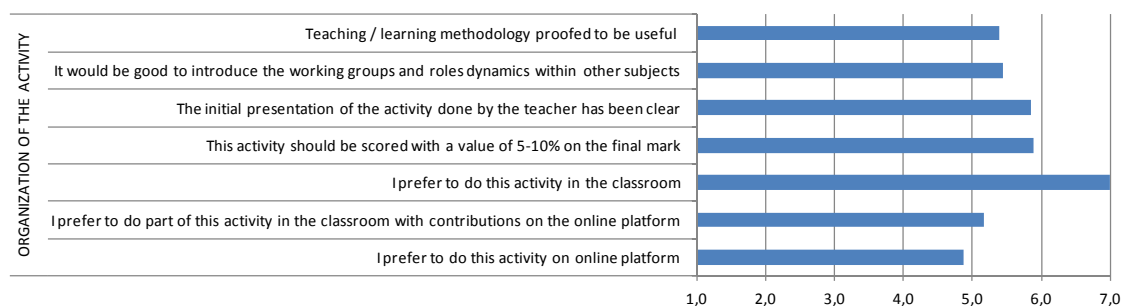 ORGANIZATION OF THE ACTIVITY
Teaching / learning methodology proofed to be useful
It would be good to introduce the working groups and roles dynamics within other subjects
The initial presentation of the activity done by the teacher has been clear
This activity should be scored with a value of 5-10% on the final mark
I prefer to do this activity in the classroom
I prefer to do part of this activity in the classroom with contributions on the online platform
I prefer to do this activity on online platform
1,0 2,0 3,0 4,0 5,0 6,0 7,0